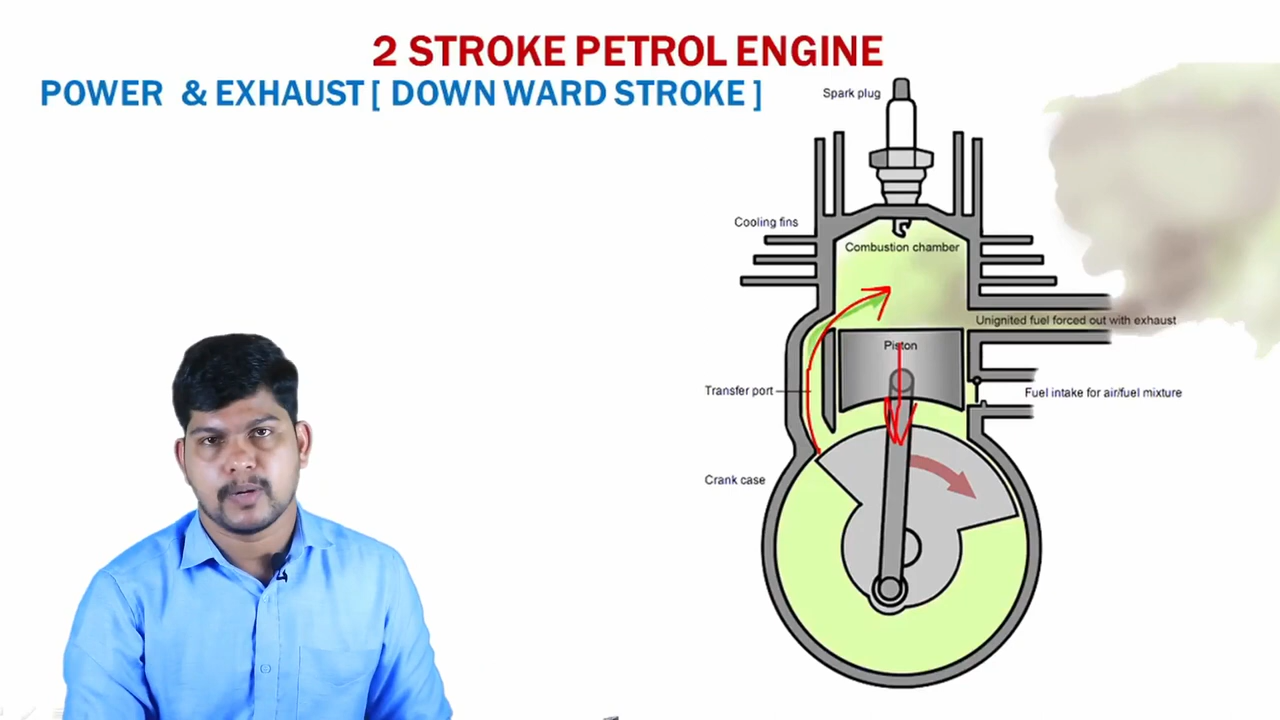 2 STROKE PETROL ENGINE
POWER & EXHAUST [ DOWN WARD STROKE ]
Spark plug
Cooling fins
Combustion chamber
Unignited fuel forced out with exhaust
Piston
Transfer port
Fuel intake for air/fuel mixture
Crank case